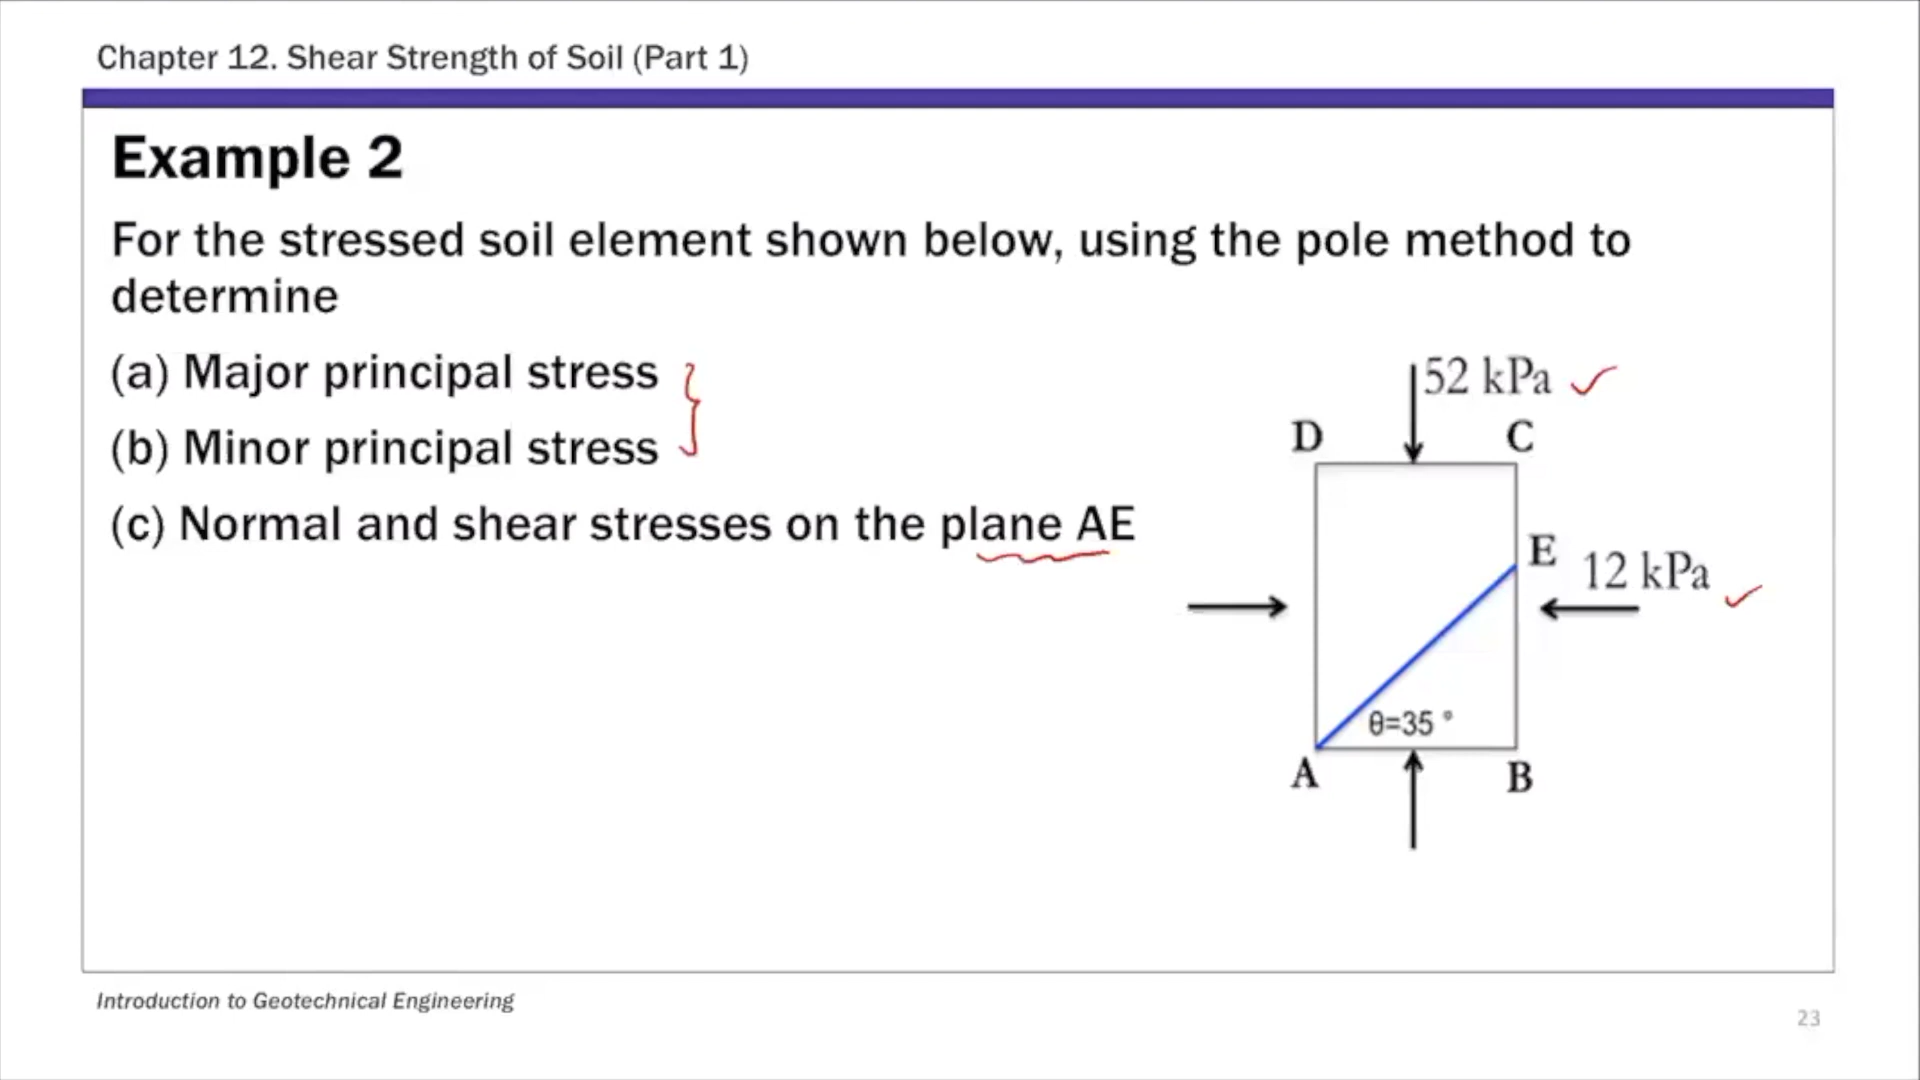 Chapter 12. Shear Strength of Soil (Part 1)
Example 2
For the stressed soil element shown below, using the pole method to
determine
(a) Major principal stress
(b) Minor principal stress
(c) Normal and shear stresses on the plane AE
52 kPa
D
C
E
12 kPa
θ=35 °
A
B
Introduction to Geotechnical Engineering
23